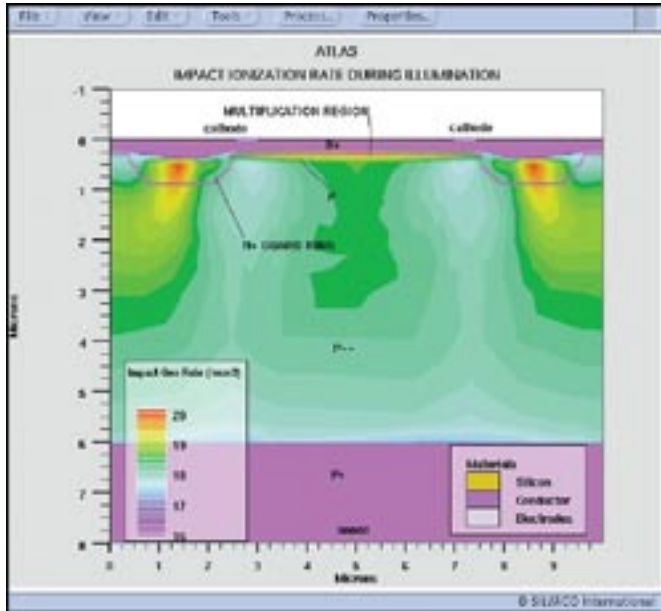 File View Edit Tools Process Properties
ATLAS
IMPACT IONIZATION RATE DURING ILLUMINATION
MULTIPLICATION REGION
cathode cathode
N+
P
N+ GUARD RING
P--
P+
Microns
-1
0
1
2
3
4
5
6
7
8
Impact Gen Rate
20
19
18
17
16
Materials
Silicon
Conductor
Electrodes
0 1 2 3 4 5 6 7 8 9
Microns
© SILVACO International